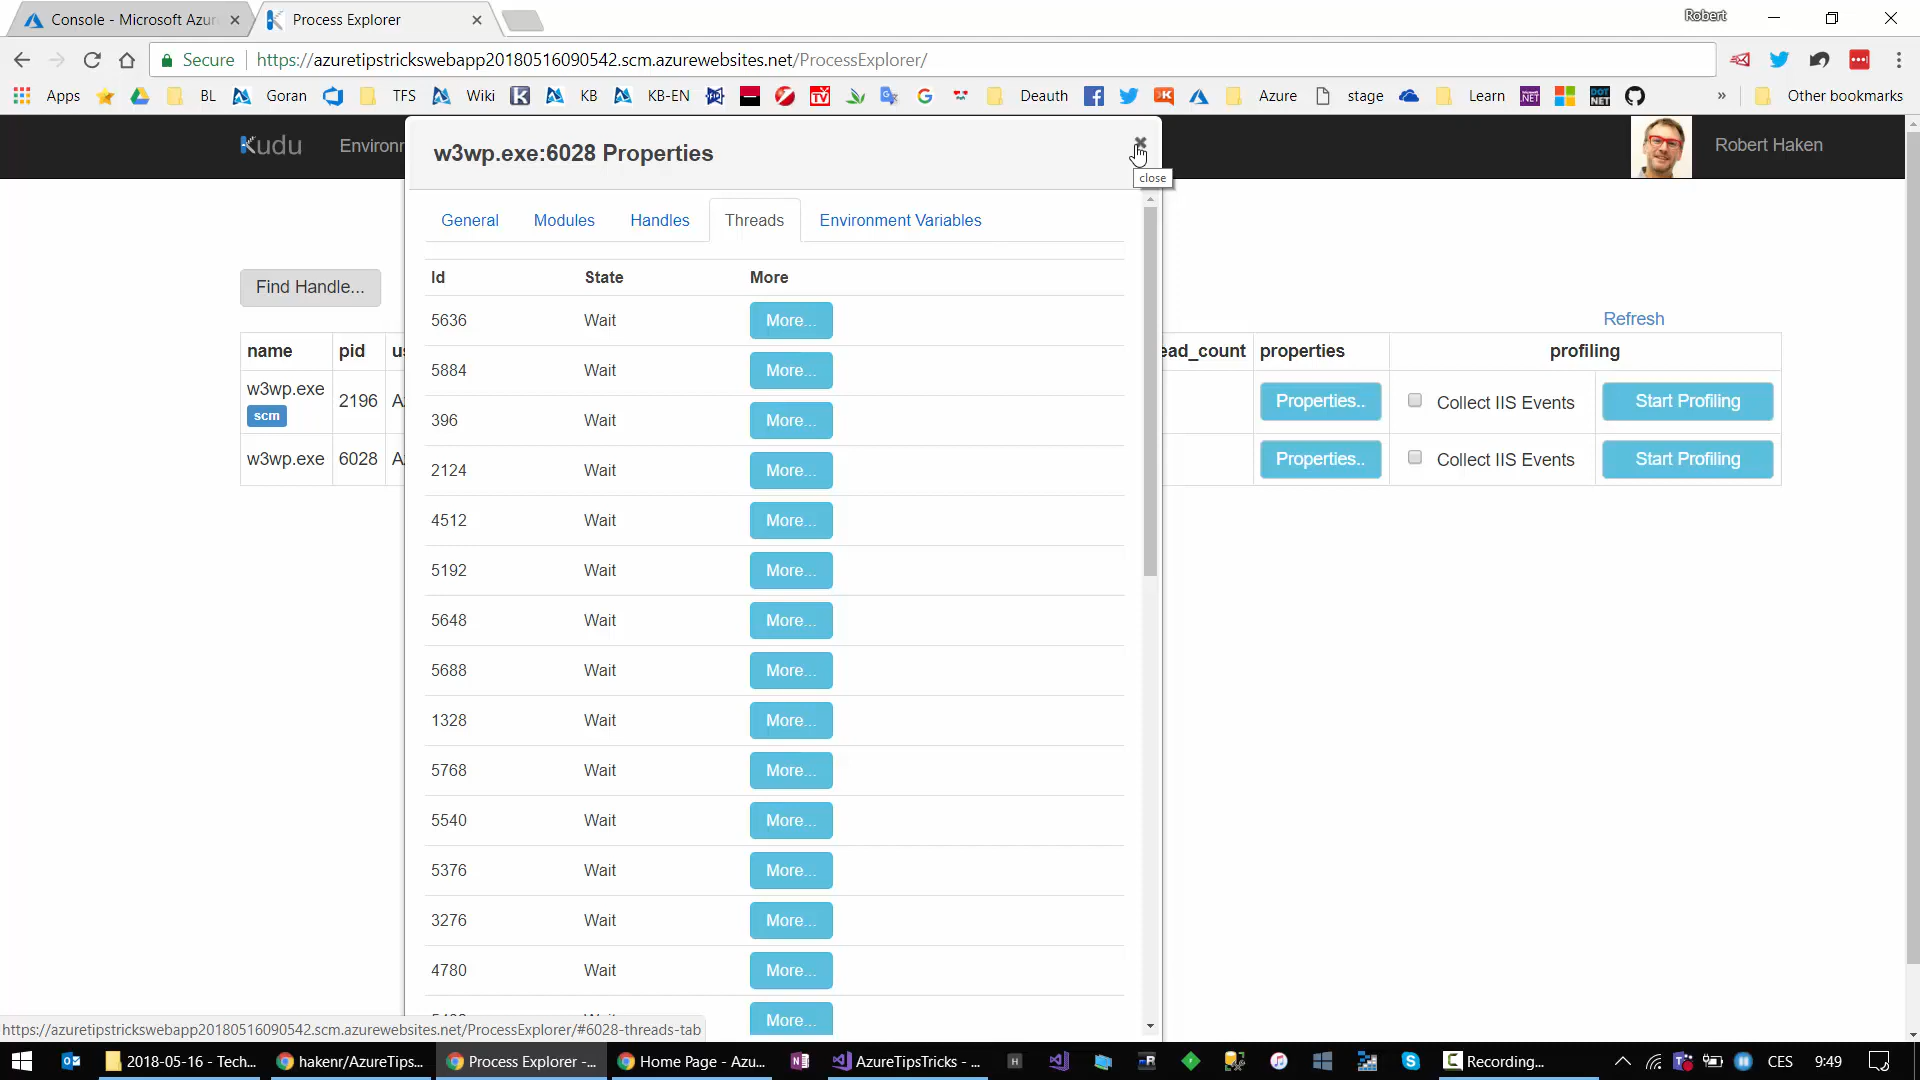 Console - Microsoft Azur
Process Explorer
Robert
Secure
https://azuretipstrickswebapp20180516090542.scm.azurewebsites.net/ProcessExplorer/
Apps
BL
Goran
TFS
Wiki
KB
KB-EN
Deauth
Azure
stage
Learn
»
Other bookmarks
Kudu
Environ
w3wp.exe:6028 Properties
close
Robert Haken
General Modules Handles Threads Environment Variables
Id State More
5636 Wait More...
5884 Wait More...
396 Wait More...
2124 Wait More...
4512 Wait More...
5192 Wait More...
5648 Wait More...
5688 Wait More...
1328 Wait More...
5768 Wait More...
5540 Wait More...
5376 Wait More...
3276 Wait More...
4780 Wait More...
More...
Find Handle...
Refresh
name pid ead_count properties profiling
w3wp.exe scm 2196 Properties.. Collect IIS Events Start Profiling
w3wp.exe 6028 Properties.. Collect IIS Events Start Profiling
https://azuretipstrickswebapp20180516090542.scm.azurewebsites.net/ProcessExplorer/#6028-threads-tab
2018-05-16 - Tech...
hakenr/AzureTips...
Process Explorer -...
Home Page - Azu...
AzureTipsTricks - ...
Recording...
CES
9:49